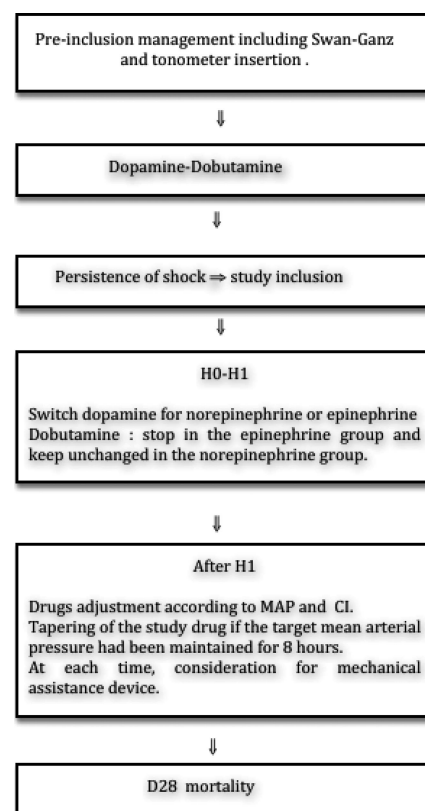 Pre-inclusion management including Swan-Ganz
and tonometer insertion .
⇓
Dopamine-Dobutamine
⇓
Persistence of shock ⇒ study inclusion
⇓
H0-H1
Switch dopamine for norepinephrine or epinephrine
Dobutamine : stop in the epinephrine group and
keep unchanged in the norepinephrine group.
⇓
After H1
Drugs adjustment according to MAP and CI.
Tapering of the study drug if the target mean arterial
pressure had been maintained for 8 hours.
At each time, consideration for mechanical
assistance device.
⇓
D28 mortality